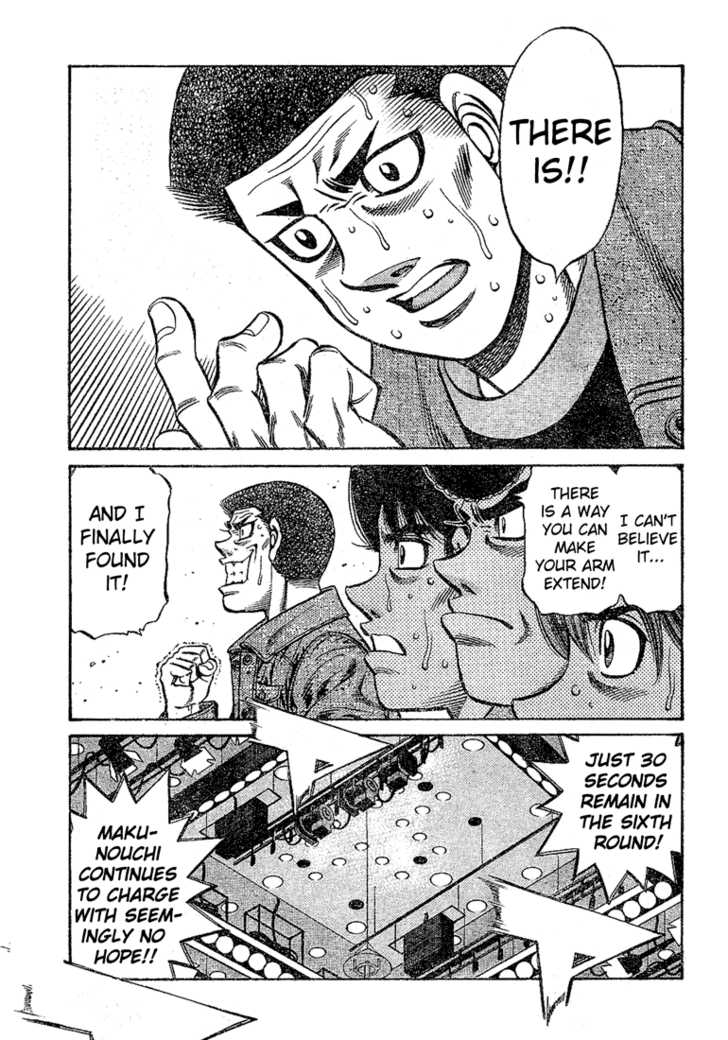 THERE
IS!!
I CAN'T
BELIEVE
IT...
THERE
IS A WAY
YOU CAN
MAKE
YOUR ARM
EXTEND!
AND I
FINALLY
FOUND
IT!
JUST 30
SECONDS
REMAIN IN
THE SIXTH
ROUND!
MAKU-
NOUCHI
CONTINUES
TO CHARGE
WITH SEEM-
INGLY NO
HOPE!!